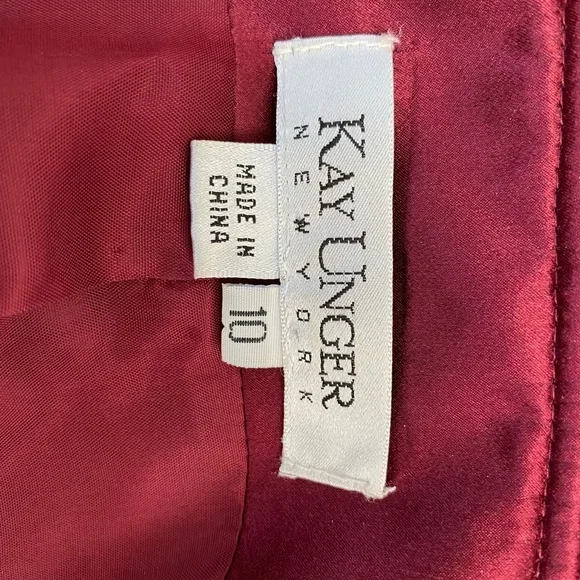 KAY UNGER
NEW YORK
MADE IN
CHINA
10